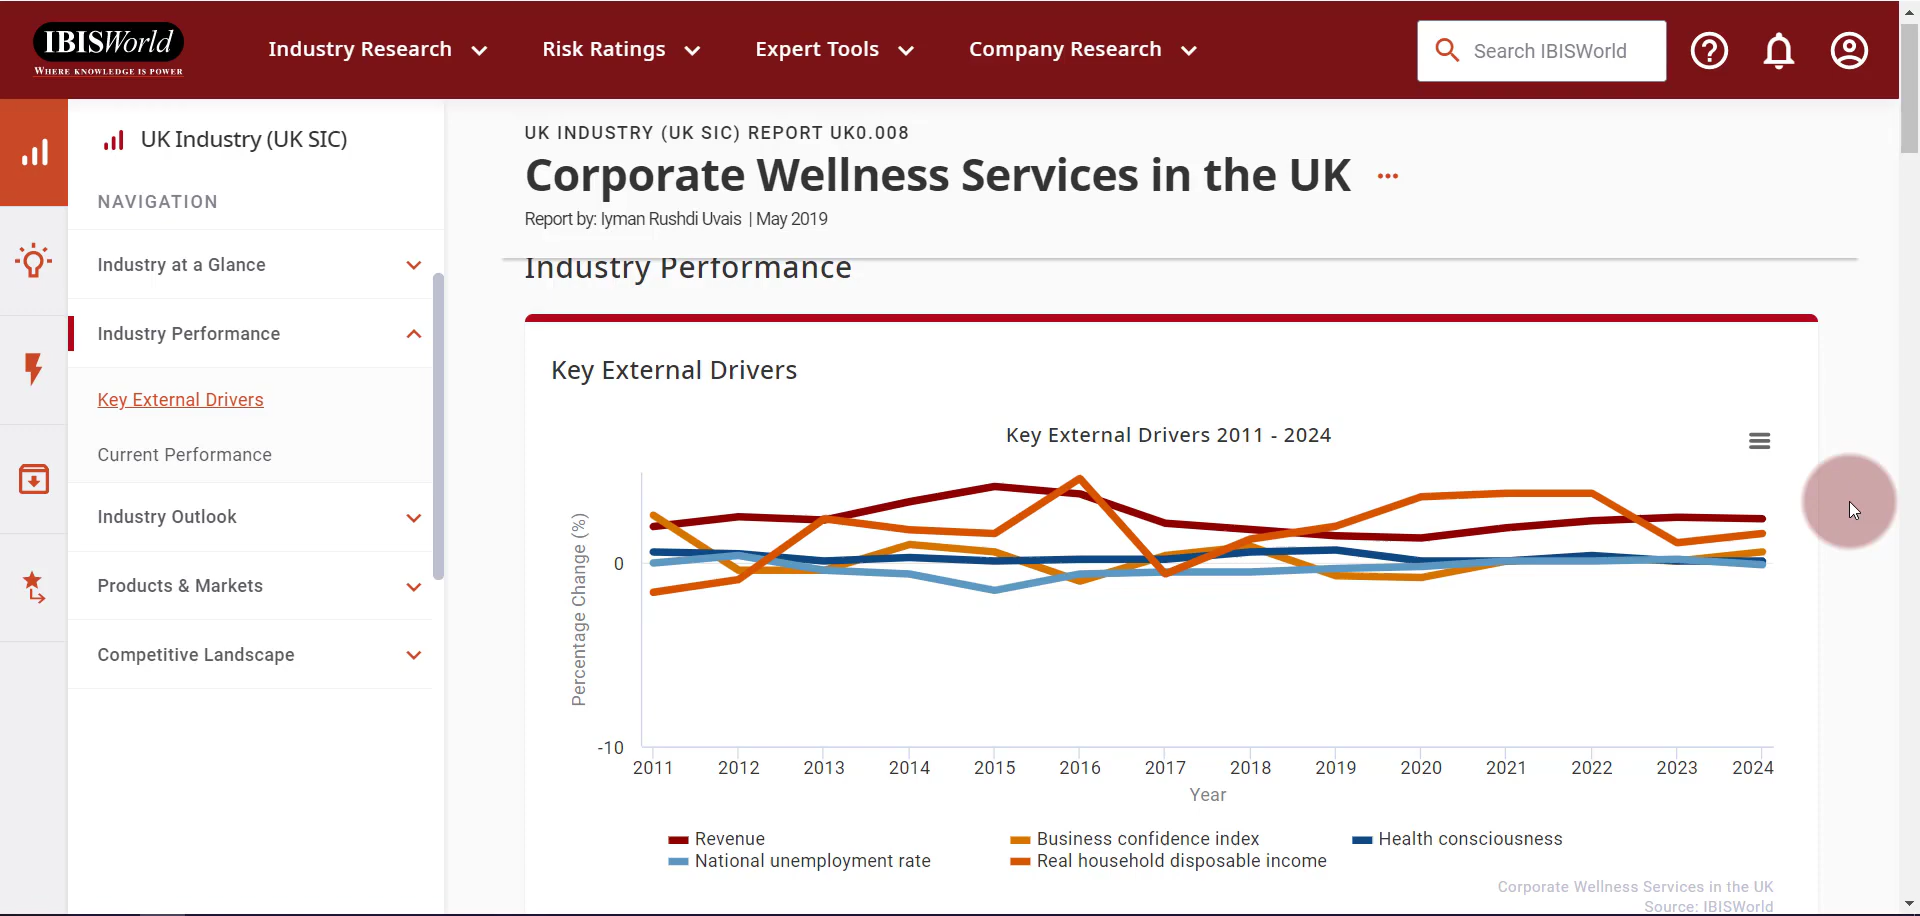 IBISWorld
WHERE KNOWLEDGE IS POWER
Industry Research
Risk Ratings
Expert Tools
Company Research
Search IBISWorld
UK Industry (UK SIC)
NAVIGATION
Industry at a Glance
Industry Performance
Key External Drivers
Current Performance
Industry Outlook
Products & Markets
Competitive Landscape
UK INDUSTRY (UK SIC) REPORT UK0.008
Corporate Wellness Services in the UK
Report by: Iyman Rushdi Uvais | May 2019
Industry Performance
Key External Drivers
Key External Drivers 2011 - 2024
Percentage Change (%)
0
-10
2011 2012 2013 2014 2015 2016 2017 2018 2019 2020 2021 2022 2023 2024
Year
Revenue
Business confidence index
Health consciousness
National unemployment rate
Real household disposable income
Corporate Wellness Services in the UK
Source: IBISWorld